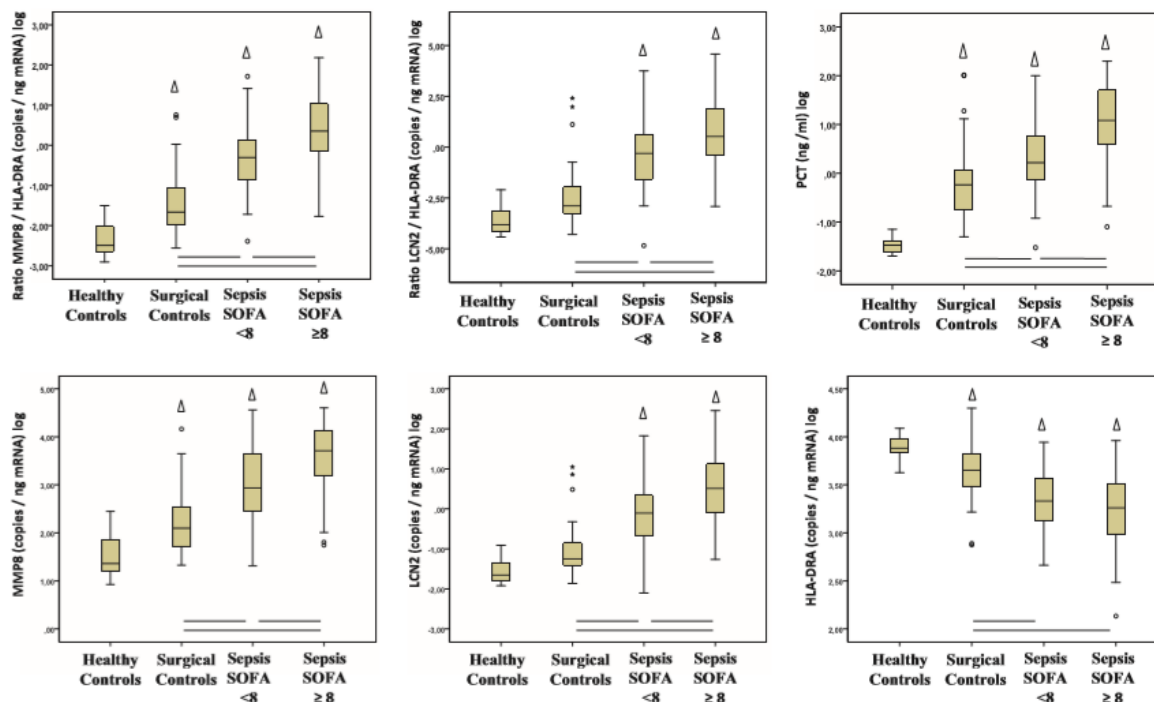 Ratio MMP8 / HLA-DRA (copies / ng mRNA) log
3,00
2,00
1,00
,00
-1,00
-2,00
-3,00
Healthy Controls
Surgical Controls
Sepsis SOFA <8
Sepsis SOFA ≥8
Ratio LCN2 / HLA-DRA (copies / ng mRNA) log
5,00
2,50
,00
-2,50
-5,00
Healthy Controls
Surgical Controls
Sepsis SOFA <8
Sepsis SOFA ≥ 8
PCT (ng /ml) log
3,00
2,00
1,00
,00
-1,00
-2,00
Healthy Controls
Surgical Controls
Sepsis SOFA <8
Sepsis SOFA ≥ 8
MMP8 (copies / ng mRNA) log
5,00
4,00
3,00
2,00
1,00
,00
Healthy Controls
Surgical Controls
Sepsis SOFA <8
Sepsis SOFA ≥ 8
LCN2 (copies / ng mRNA) log
3,00
2,00
1,00
,00
-1,00
-2,00
-3,00
Healthy Controls
Surgical Controls
Sepsis SOFA <8
Sepsis SOFA ≥ 8
HLA-DRA (copies / ng mRNA) log
4,50
4,00
3,50
3,00
2,50
2,00
Healthy Controls
Surgical Controls
Sepsis SOFA <8
Sepsis SOFA ≥ 8